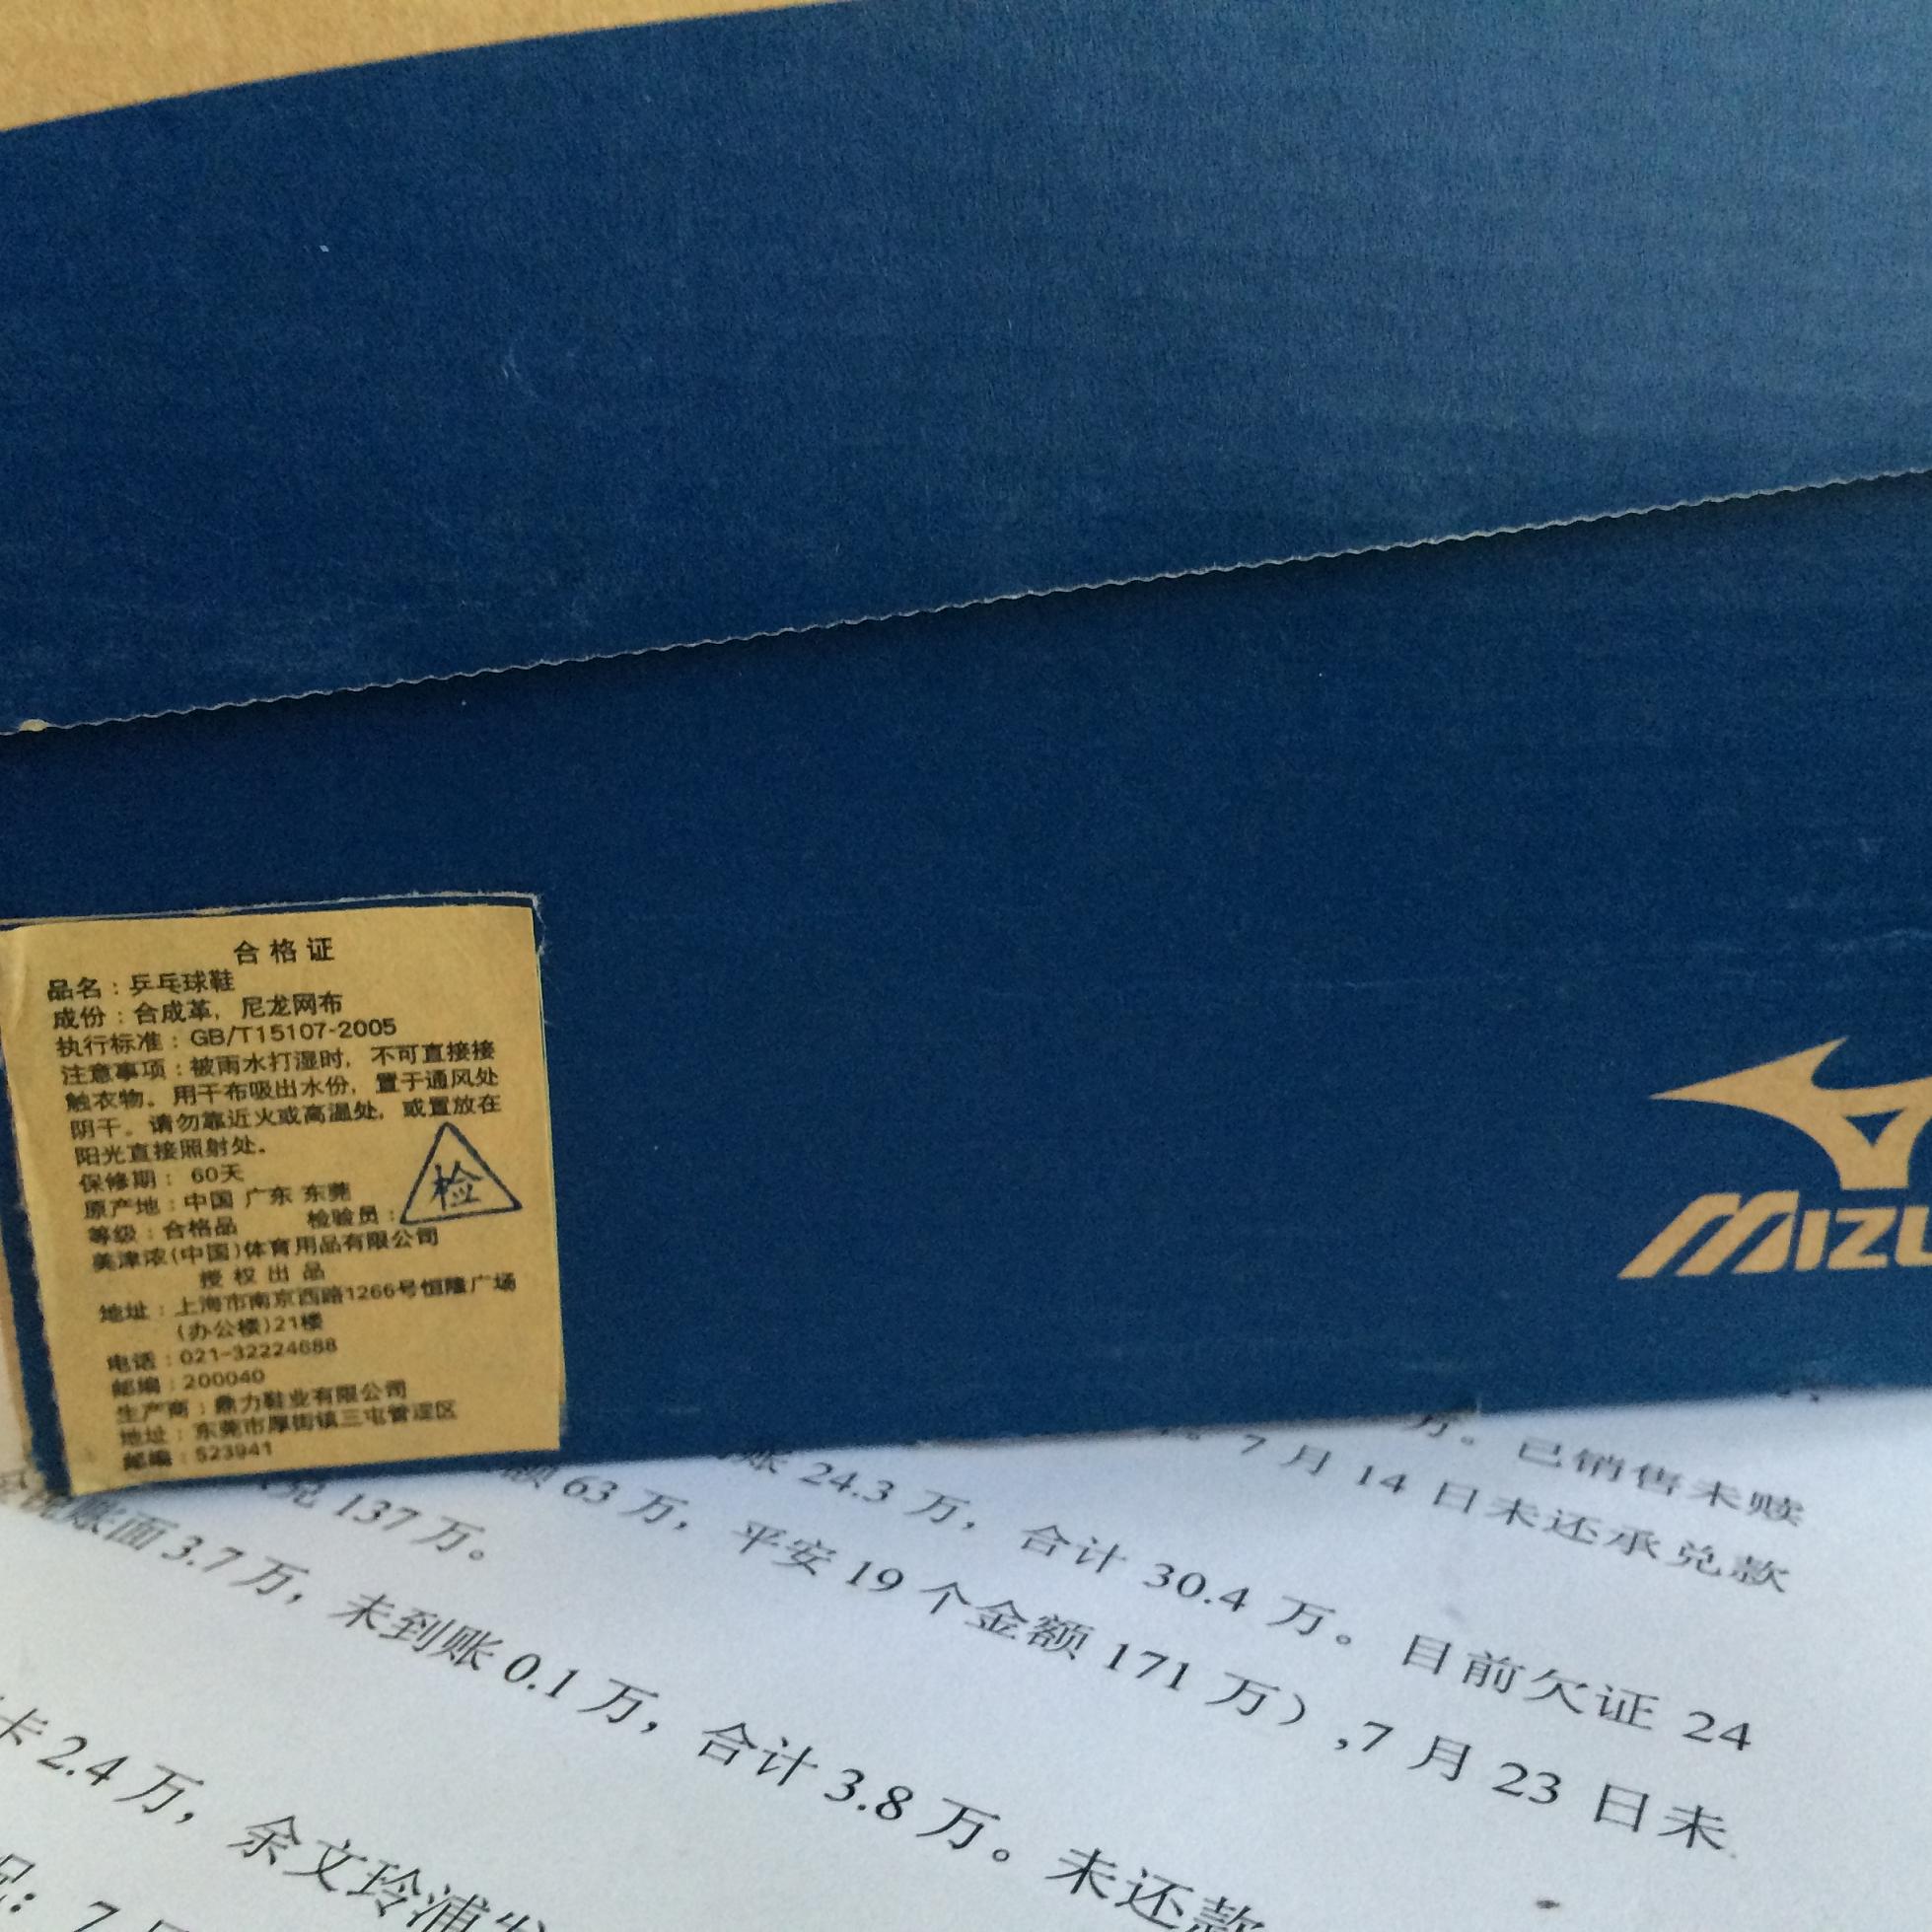 合格证
品名：乒乓球鞋
成份：合成革，尼龙网布
执行标准：GB/T15107-2005
注意事项：被雨水打湿时，不可直接接
触衣物。用干布吸出水份，置于通风处
阴干。请勿靠近火或高温处，或置放在
阳光直接照射处。
保修期：60天
原产地：中国 广东 东莞
等级：合格品 检验员：
检
美津浓(中国)体育用品有限公司
授权出品
地址：上海市南京西路1266号恒隆广场
(办公楼)21楼
电话：021-32224688
邮编：200040
生产商：鼎力鞋业有限公司
地址：东莞市厚街镇三屯管理区
邮编：523941
MIZU
万。已销售未赎
7 月 14 日未还承兑款
账 24.3 万，合计 30.4 万。目前欠证 24
额 63 万，平安 19 个金额 171 万）,7 月 23 日未
兑 137 万。
账面 3.7 万，未到账 0.1 万，合计 3.8 万。未还款
卡 2.4 万，余文玲浦发
况：7